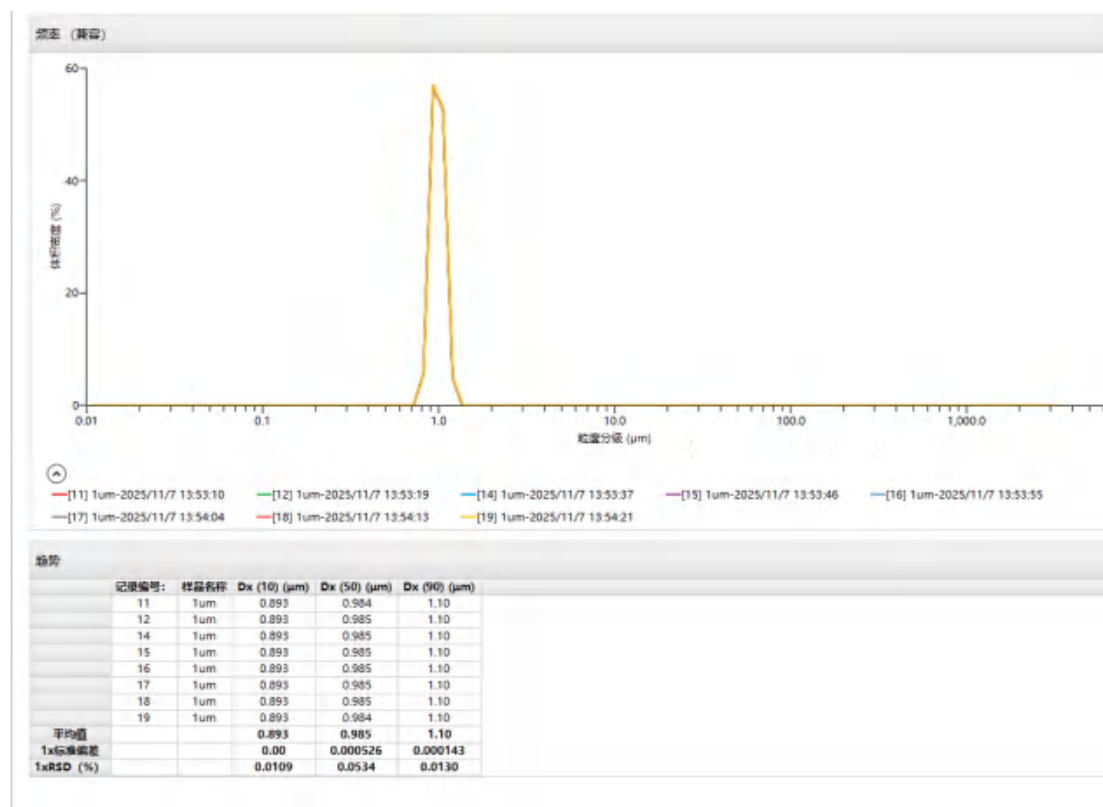 频率 （兼容）
60
40
20
0
体积密度 (%)
0.01 0.1 1.0 10.0 100.0 1,000.0
粒度分级 (μm)
[11] 1um-2025/11/7 13:53:10 [12] 1um-2025/11/7 13:53:19 [14] 1um-2025/11/7 13:53:37 [15] 1um-2025/11/7 13:53:46 [16] 1um-2025/11/7 13:53:55
[17] 1um-2025/11/7 13:54:04 [18] 1um-2025/11/7 13:54:13 [19] 1um-2025/11/7 13:54:21
趋势
记录编号： 样品名称 Dx (10) (μm) Dx (50) (μm) Dx (90) (μm)
11 1um 0.893 0.984 1.10
12 1um 0.893 0.985 1.10
14 1um 0.893 0.985 1.10
15 1um 0.893 0.985 1.10
16 1um 0.893 0.985 1.10
17 1um 0.893 0.985 1.10
18 1um 0.893 0.985 1.10
19 1um 0.893 0.984 1.10
平均值 0.893 0.985 1.10
1x标准偏差 0.00 0.000526 0.000143
1xRSD （%） 0.0109 0.0534 0.0130